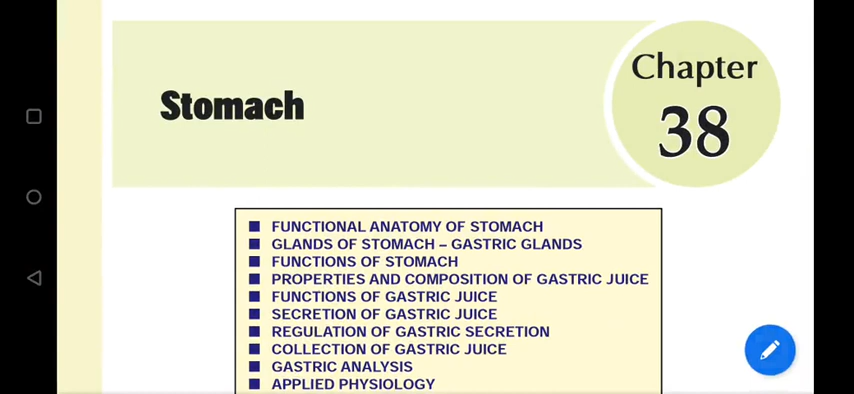 Stomach
Chapter
38
■ FUNCTIONAL ANATOMY OF STOMACH
■ GLANDS OF STOMACH – GASTRIC GLANDS
■ FUNCTIONS OF STOMACH
■ PROPERTIES AND COMPOSITION OF GASTRIC JUICE
■ FUNCTIONS OF GASTRIC JUICE
■ SECRETION OF GASTRIC JUICE
■ REGULATION OF GASTRIC SECRETION
■ COLLECTION OF GASTRIC JUICE
■ GASTRIC ANALYSIS
■ APPLIED PHYSIOLOGY